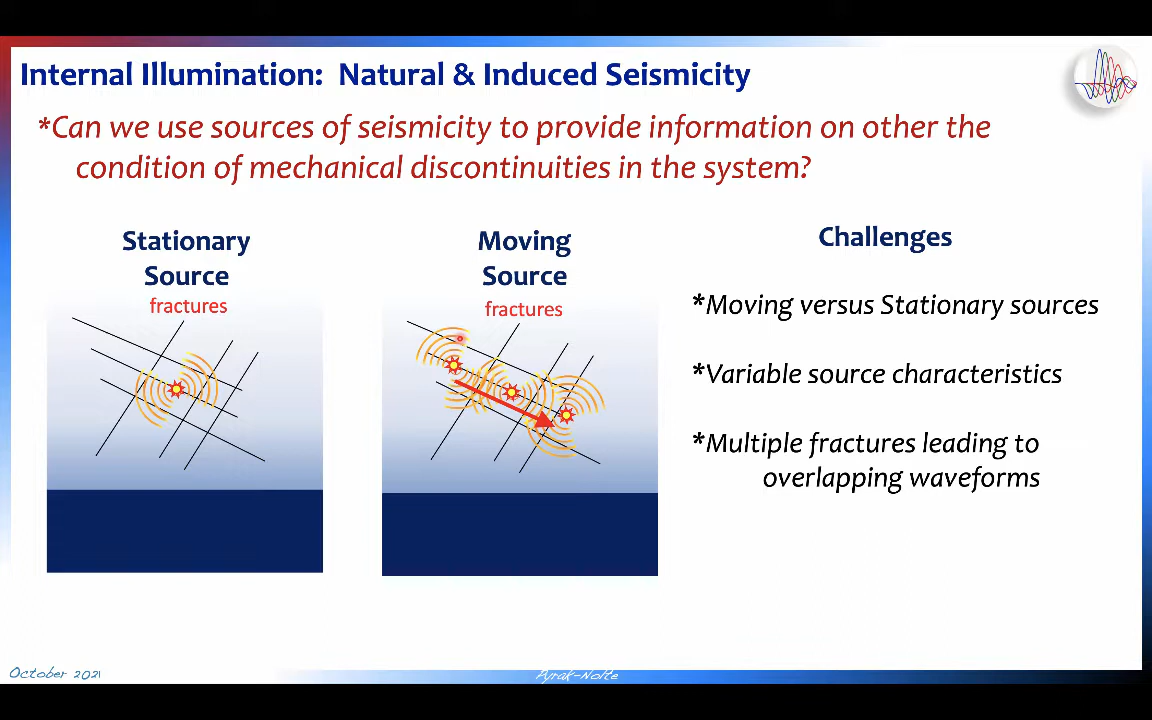 Internal Illumination: Natural & Induced Seismicity
*Can we use sources of seismicity to provide information on other the
condition of mechanical discontinuities in the system?
Stationary
Source
fractures
Moving
Source
fractures
Challenges
*Moving versus Stationary sources
*Variable source characteristics
*Multiple fractures leading to
overlapping waveforms
October 2021
Pyrak-Nolte